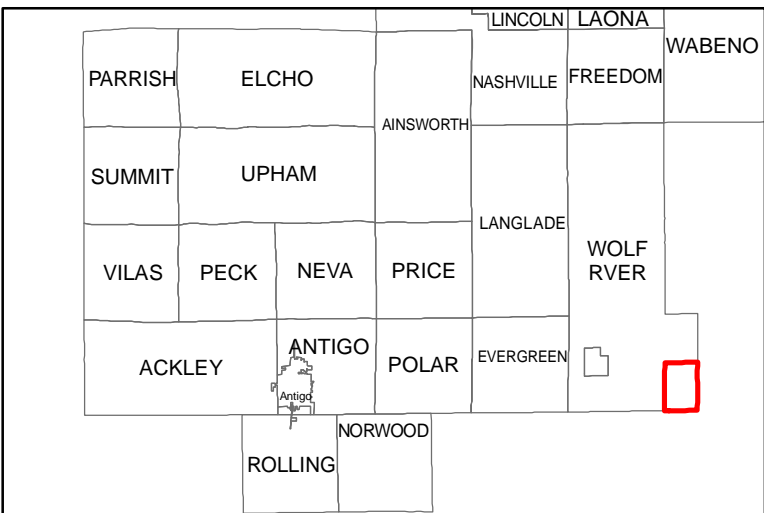 LINCOLN
LAONA
WABENO
PARRISH
ELCHO
NASHVILLE
FREEDOM
AINSWORTH
SUMMIT
UPHAM
LANGLADE
WOLF
RVER
VILAS
PECK
NEVA
PRICE
ACKLEY
ANTIGO
POLAR
EVERGREEN
Antigo
NORWOOD
ROLLING